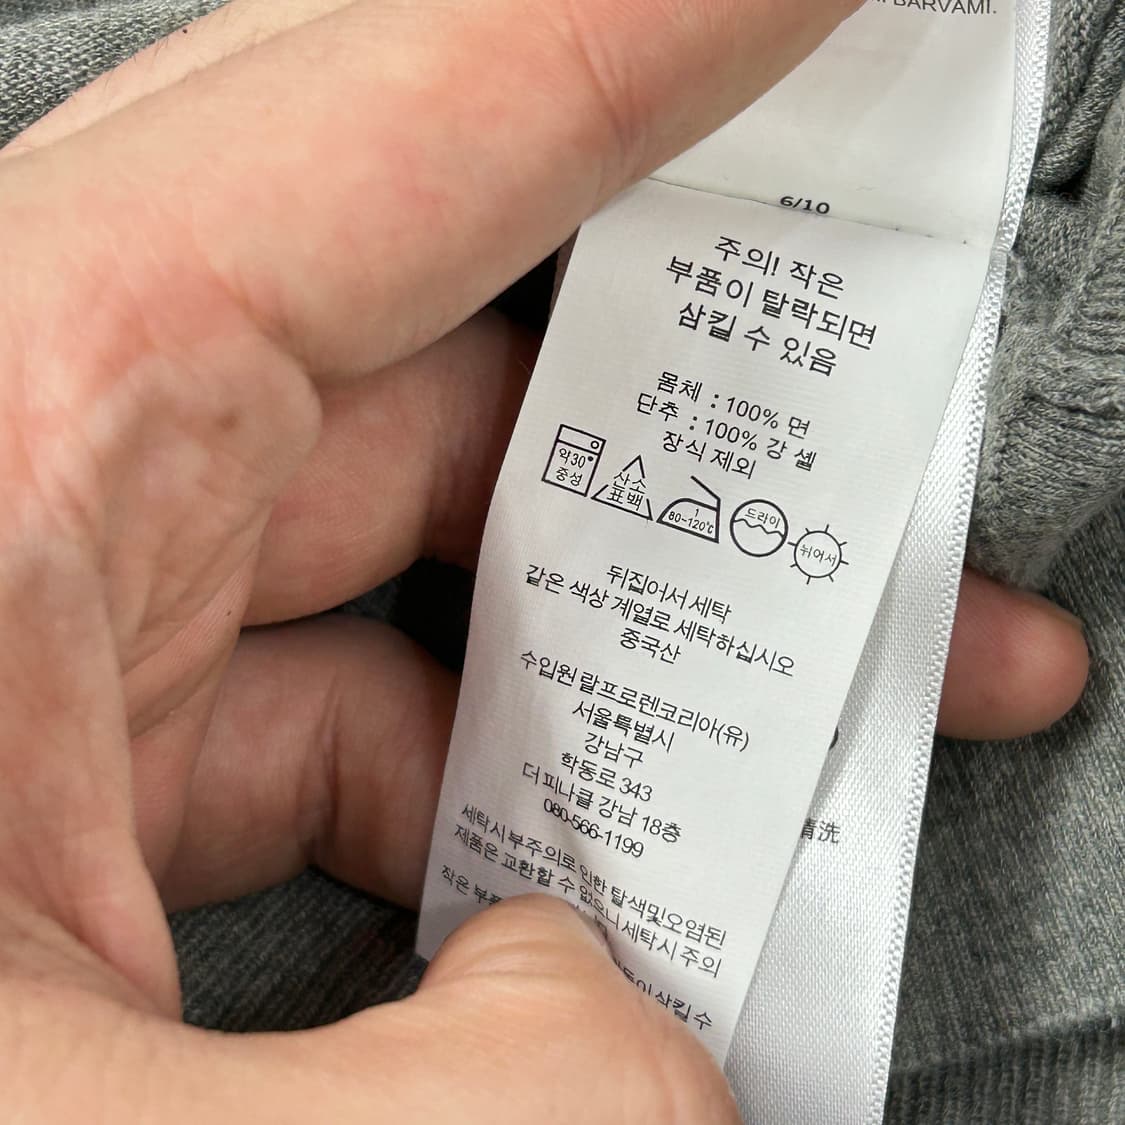 BARVAMI.
6/10
주의! 작은
부품이 탈락되면
삼킬 수 있음
몸체 : 100% 면
단추 : 100% 강 셸
장식 제외
약30°
중성
산소
표백
1
80~120℃
드라이
뉘어서
뒤집어서 세탁
같은 색상 계열로 세탁하십시오
중국산
수입원 랄프로렌코리아(유)
서울특별시
강남구
학동로 343
더 피나클 강남 18층
080-566-1199
세탁시 부주의로 인한 탈색및오염된
제품은 교환할 수 없으니 세탁시 주의
작은
삼킬 수
清洗